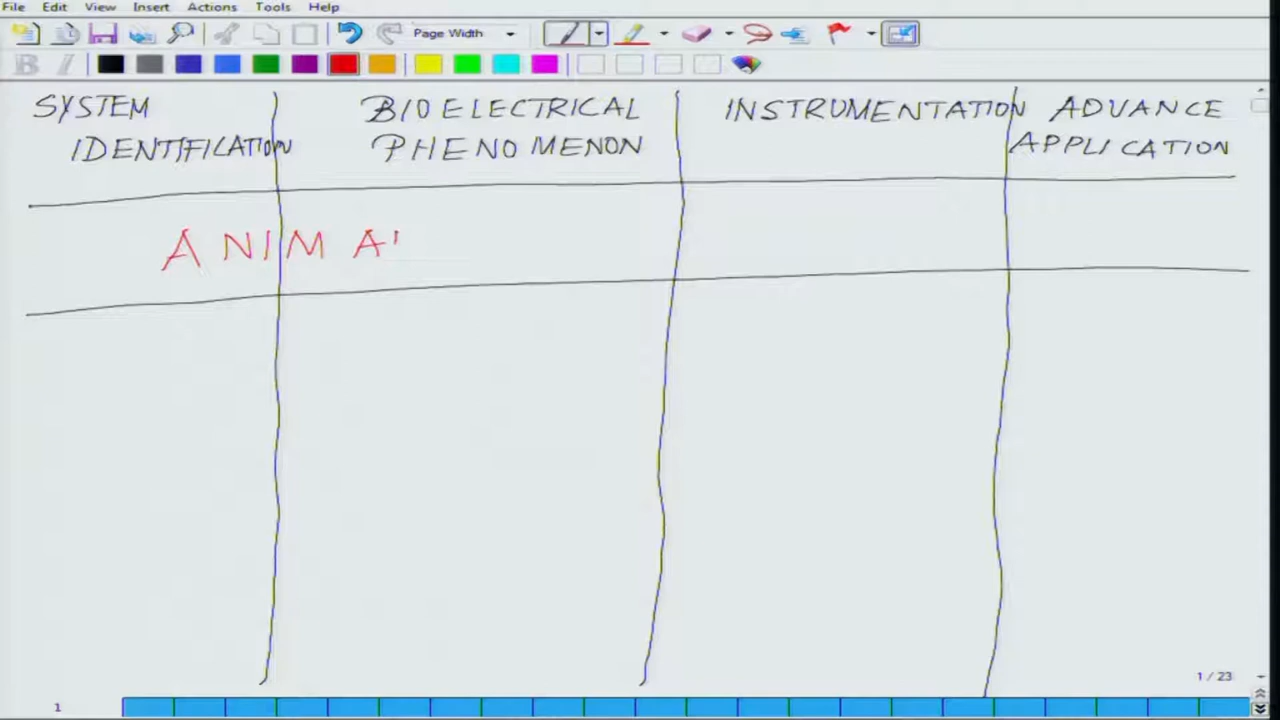 File Edit View Insert Actions Tools Help
Page Width
B I
SYSTEM IDENTIFICATION
BIOELECTRICAL PHENOMENON
INSTRUMENTATION
ADVANCE APPLICATION
ANIMA
1 / 23
1